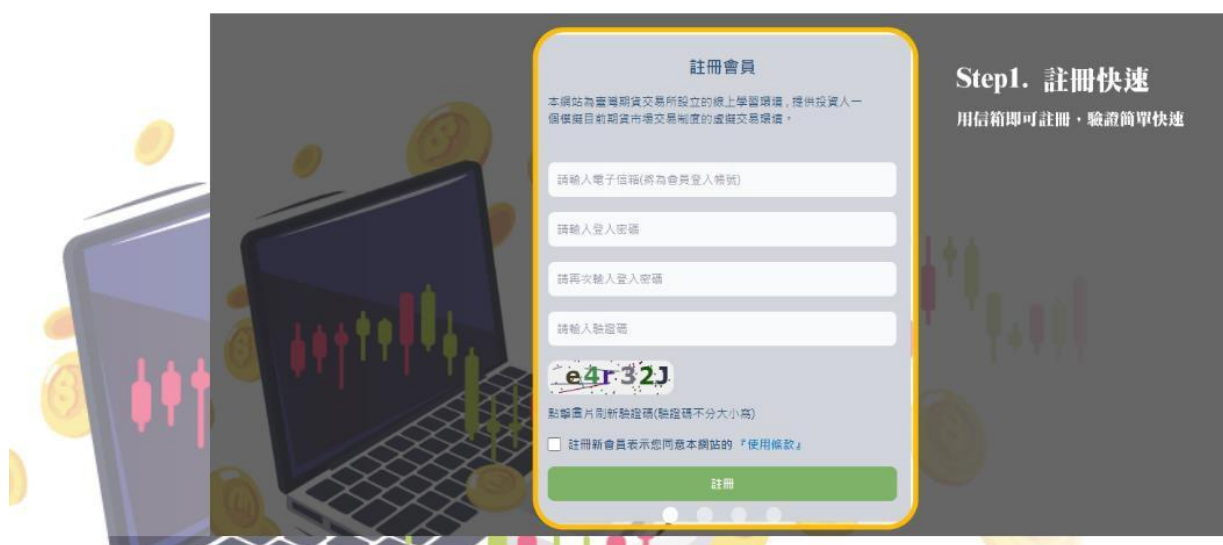 註冊會員
本網站為臺灣期貨交易所設立的線上學習環境，提供投資人一
個模擬目前期貨市場交易制度的虛擬交易環境。
請輸入電子信箱(將為會員登入帳號)
請輸入登入密碼
請再次輸入登入密碼
請輸入驗證碼
e4r32J
點擊圖片刷新驗證碼(驗證碼不分大小寫)
註冊新會員表示您同意本網站的『使用條款』
註冊
Step1. 註冊快速
用信箱即可註冊，驗證簡單快速